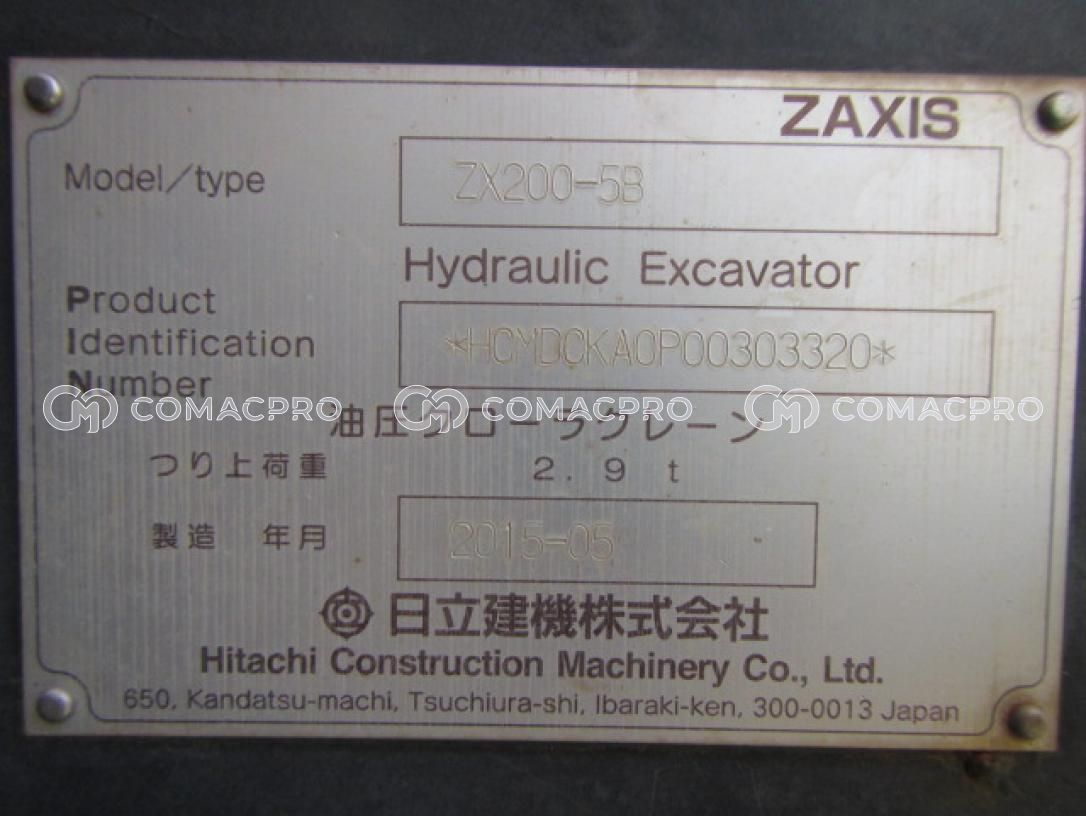 ZAXIS
Model/type ZX200-5B
Hydraulic Excavator
Product
Identification
Number
*HCMDCKA0P00303320*
COMACPRO COMACPRO COMACPRO
油圧クローラクレーン
つり上荷重 2.9 t
製造 年月 2015-05
日立建機株式会社
Hitachi Construction Machinery Co., Ltd.
650, Kandatsu-machi, Tsuchiura-shi, Ibaraki-ken, 300-0013 Japan